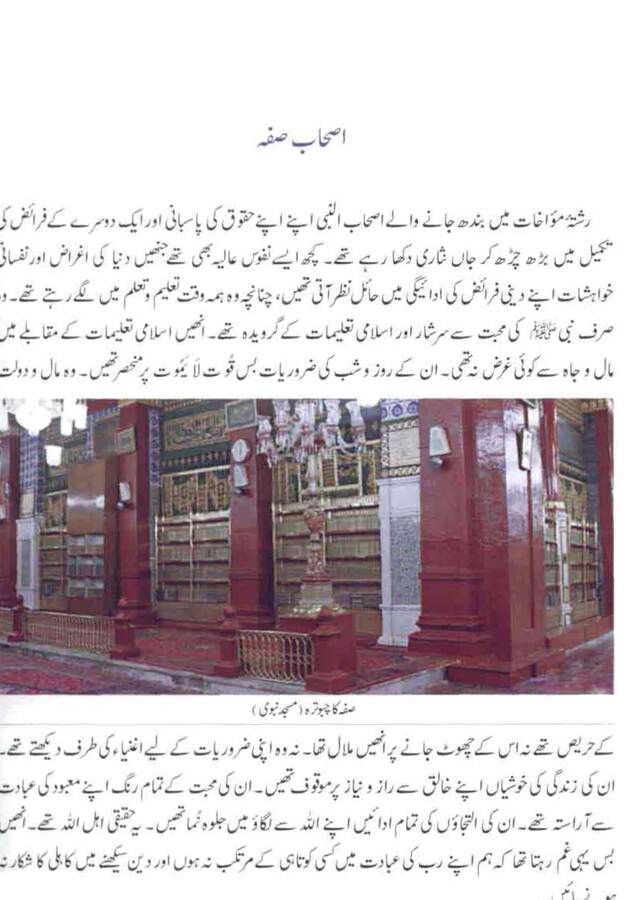 اصحاب صفہ
رشتۂ مؤاخات میں بندھ جانے والے اصحاب النبی اپنے اپنے حقوق کی پاسبانی اور ایک دوسرے کے فرائض کی
تکمیل میں بڑھ چڑھ کر جاں نثاری دکھا رہے تھے۔ کچھ ایسے نفوس عالیہ بھی تھے جنھیں دنیا کی اغراض اور نفسانی
خواہشات اپنے دینی فرائض کی ادائیگی میں حائل نظر آتی تھیں، چنانچہ وہ ہمہ وقت تعلیم و تعلم میں لگے رہتے تھے۔ وہ
صرف نبی ﷺ کی محبت سے سرشار اور اسلامی تعلیمات کے گرویدہ تھے۔ انھیں اسلامی تعلیمات کے مقابلے میں
مال و جاہ سے کوئی غرض نہ تھی۔ ان کے روز و شب کی ضروریات بس قُوت لَا یَمُوت پر منحصر تھیں۔ وہ مال و دولت
صفہ کا چبوترہ (مسجد نبوی)
کے حریص تھے نہ اس کے چھوٹ جانے پر انھیں ملال تھا۔ نہ وہ اپنی ضروریات کے لیے اغنیاء کی طرف دیکھتے تھے۔
ان کی زندگی کی خوشیاں اپنے خالق سے راز و نیاز پر موقوف تھیں۔ ان کی محبت کے تمام رنگ اپنے معبود کی عبادت
سے آراستہ تھے۔ ان کی التجاؤں کی تمام ادائیں اپنے اللہ سے لگاؤ میں جلوہ نُما تھیں۔ یہ حقیقی اہل اللہ تھے۔ انھیں
بس یہی غم رہتا تھا کہ ہم اپنے رب کی عبادت میں کسی کوتاہی کے مرتکب نہ ہوں اور دین سیکھنے میں کاہلی کا شکار نہ